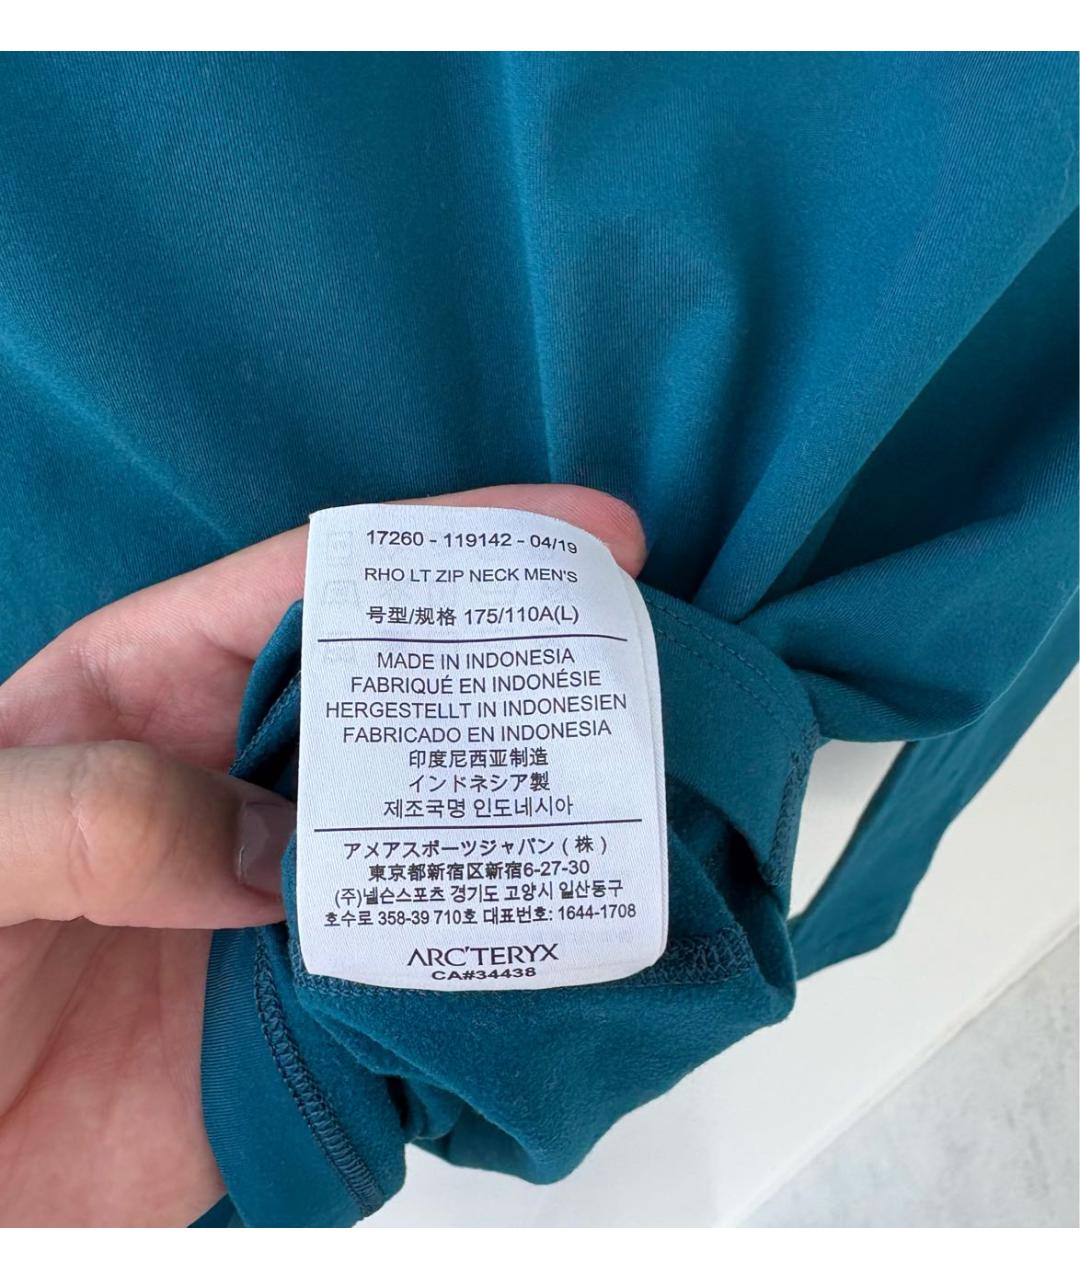 17260 - 119142 - 04/19
RHO LT ZIP NECK MEN'S
号型/规格 175/110A(L)
MADE IN INDONESIA
FABRIQUÉ EN INDONÉSIE
HERGESTELLT IN INDONESIEN
FABRICADO EN INDONESIA
印度尼西亚制造
インドネシア製
제조국명 인도네시아
アメアスポーツジャパン ( 株 )
東京都新宿区新宿6-27-30
(주)넬슨스포츠 경기도 고양시 일산동구
호수로 358-39 710호 대표번호: 1644-1708
ARC'TERYX
CA#34438